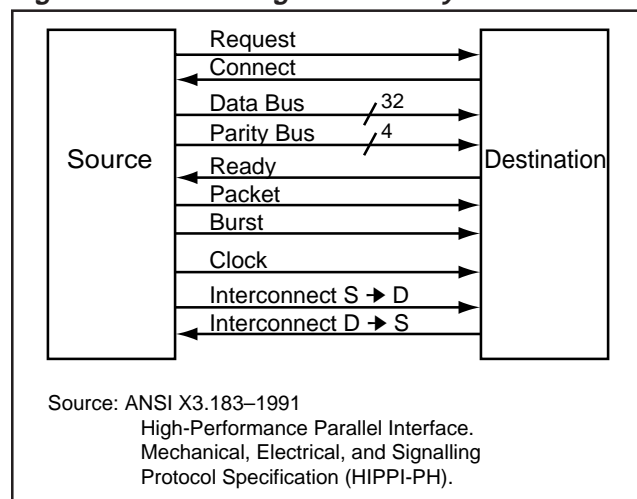 Request
Connect
Data Bus 32
Parity Bus 4
Source
Destination
Ready
Packet
Burst
Clock
Interconnect S → D
Interconnect D → S
Source: ANSI X3.183–1991
High-Performance Parallel Interface.
Mechanical, Electrical, and Signalling
Protocol Specification (HIPPI-PH).